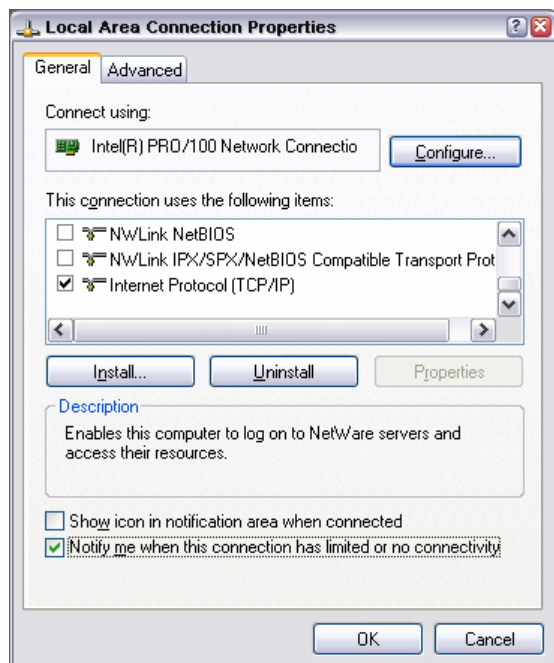 Local Area Connection Properties
General Advanced
Connect using:
Intel(R) PRO/100 Network Connectio
Configure...
This connection uses the following items:
NWLink NetBIOS
NWLink IPX/SPX/NetBIOS Compatible Transport Prot
Internet Protocol (TCP/IP)
Install... Uninstall Properties
Description
Enables this computer to log on to NetWare servers and
access their resources.
Show icon in notification area when connected
Notify me when this connection has limited or no connectivity
OK Cancel